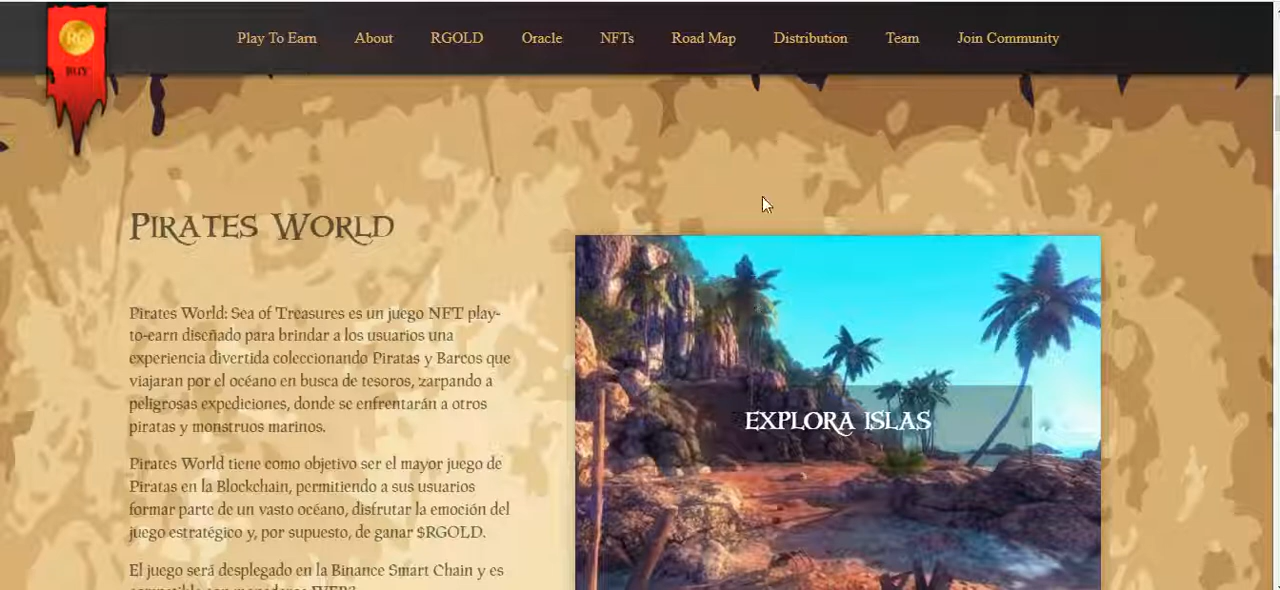 RG
BUY
Play To Earn About RGOLD Oracle NFTs Road Map Distribution Team Join Community
PIRATES WORLD
Pirates World: Sea of Treasures es un juego NFT play-
to-earn diseñado para brindar a los usuarios una
experiencia divertida coleccionando Piratas y Barcos que
viajaran por el océano en busca de tesoros, zarpando a
peligrosas expediciones, donde se enfrentarán a otros
piratas y monstruos marinos.
EXPLORA ISLAS
Pirates World tiene como objetivo ser el mayor juego de
Piratas en la Blockchain, permitiendo a sus usuarios
formar parte de un vasto océano, disfrutar la emoción del
juego estratégico y, por supuesto, de ganar $RGOLD.
El juego será desplegado en la Binance Smart Chain y es